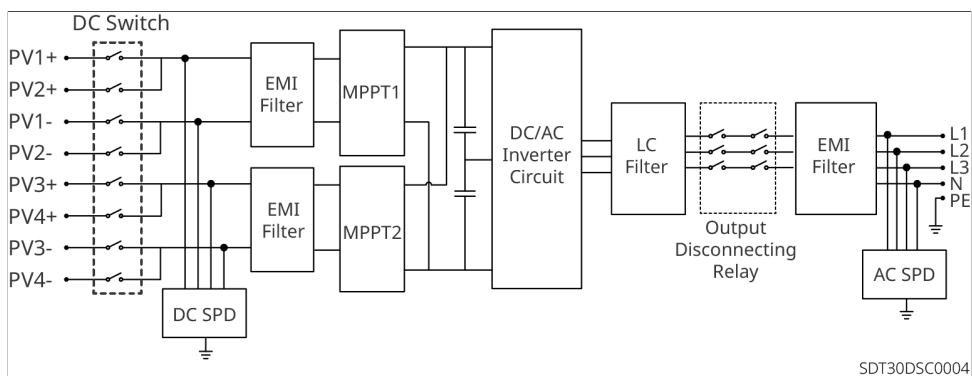 DC Switch
PV1+
PV2+
PV1-
PV2-
PV3+
PV4+
PV3-
PV4-
DC SPD
EMI
Filter
EMI
Filter
MPPT1
MPPT2
DC/AC
Inverter
Circuit
LC
Filter
Output
Disconnecting
Relay
EMI
Filter
L1
L2
L3
N
PE
AC SPD
SDT30DSC0004